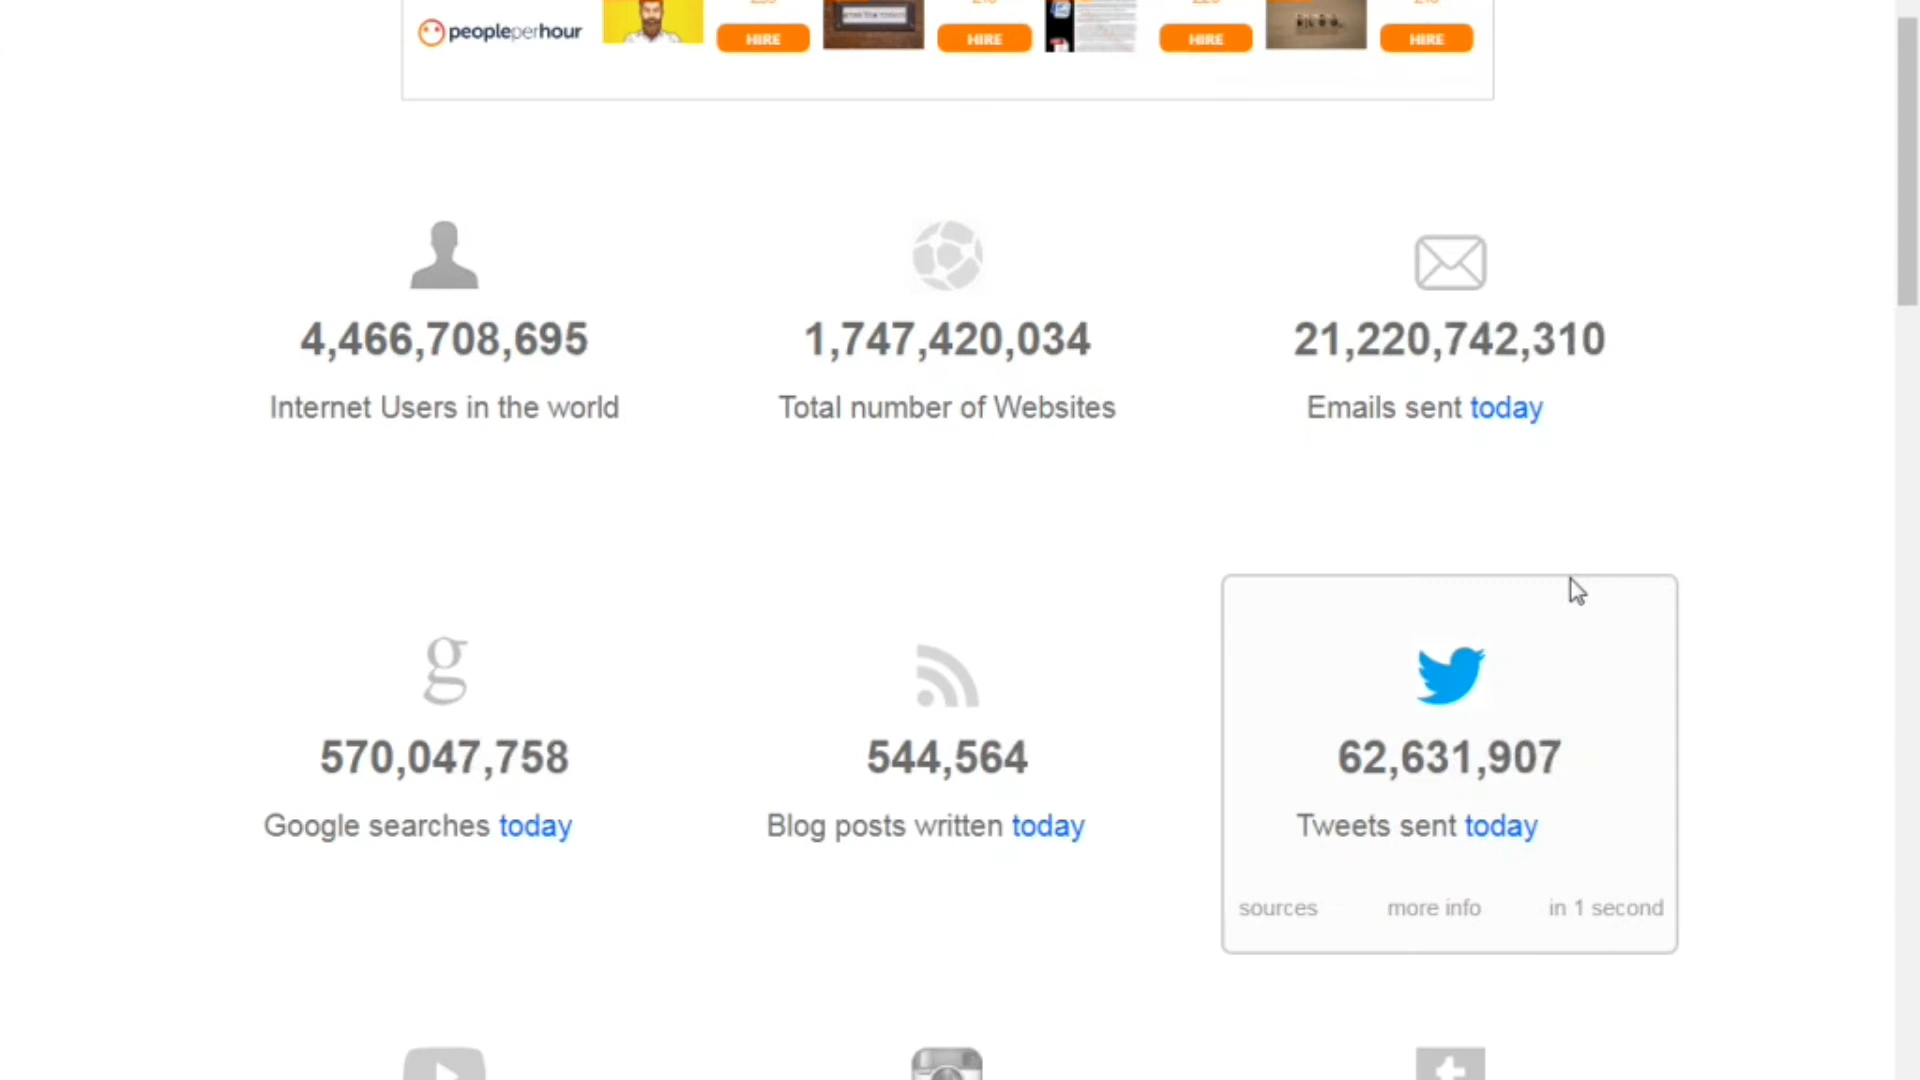 peopleperhour
HIRE HIRE HIRE HIRE
4,466,708,695 1,747,420,034 21,220,742,310
Internet Users in the world Total number of Websites Emails sent today
g
570,047,758 544,564 62,631,907
Google searches today Blog posts written today Tweets sent today
sources more info in 1 second
t